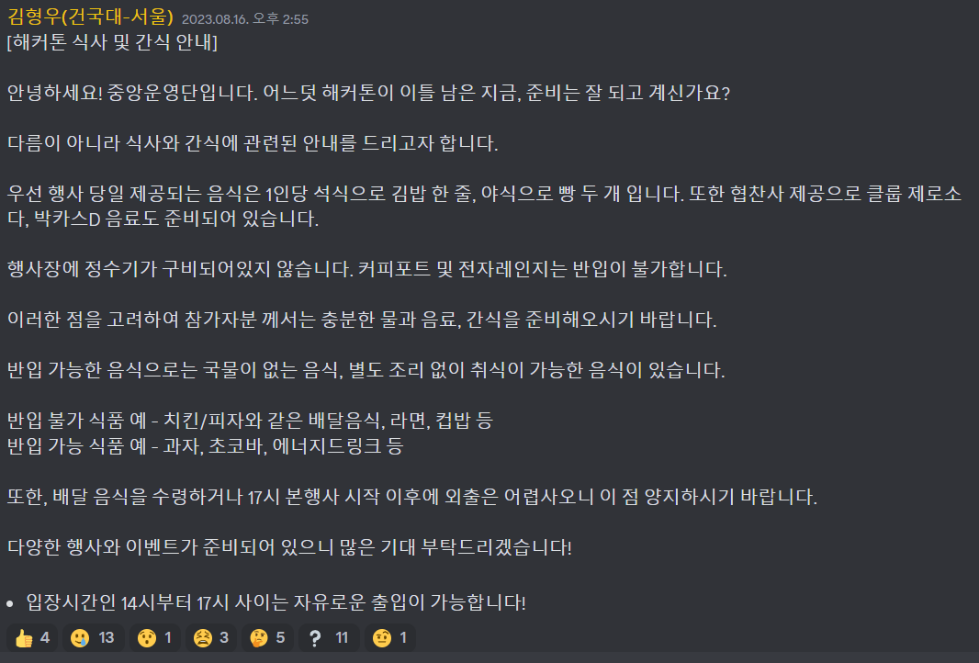 김형우(건국대-서울) 2023.08.16. 오후 2:55
[해커톤 식사 및 간식 안내]
안녕하세요! 중앙운영단입니다. 어느덧 해커톤이 이틀 남은 지금, 준비는 잘 되고 계신가요?
다름이 아니라 식사와 간식에 관련된 안내를 드리고자 합니다.
우선 행사 당일 제공되는 음식은 1인당 석식으로 김밥 한 줄, 야식으로 빵 두 개 입니다. 또한 협찬사 제공으로 클룹 제로소
다, 박카스D 음료도 준비되어 있습니다.
행사장에 정수기가 구비되어있지 않습니다. 커피포트 및 전자레인지는 반입이 불가합니다.
이러한 점을 고려하여 참가자분 께서는 충분한 물과 음료, 간식을 준비해오시기 바랍니다.
반입 가능한 음식으로는 국물이 없는 음식, 별도 조리 없이 취식이 가능한 음식이 있습니다.
반입 불가 식품 예 - 치킨/피자와 같은 배달음식, 라면, 컵밥 등
반입 가능 식품 예 - 과자, 초코바, 에너지드링크 등
또한, 배달 음식을 수령하거나 17시 본행사 시작 이후에 외출은 어렵사오니 이 점 양지하시기 바랍니다.
다양한 행사와 이벤트가 준비되어 있으니 많은 기대 부탁드리겠습니다!
• 입장시간인 14시부터 17시 사이는 자유로운 출입이 가능합니다!
👍 4 🥲 13 😯 1 😫 3 🤔 5 ? 11 🤨 1